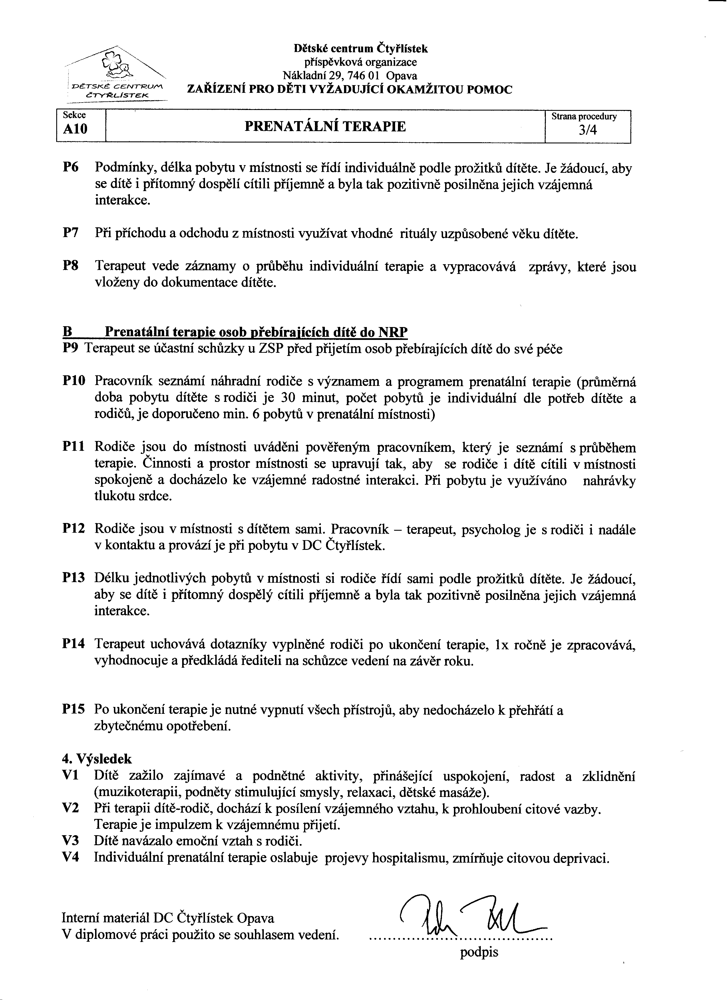 Dětské centrum Čtyřlístek
příspěvková organizace
Nákladní 29, 746 01 Opava
ZAŘÍZENÍ PRO DĚTI VYŽADUJÍCÍ OKAMŽITOU POMOC
DĚTSKÉ CENTRUM
ČTYŘLÍSTEK
Sekce
A10
PRENATÁLNÍ TERAPIE
Strana procedury
3/4
P6 Podmínky, délka pobytu v místnosti se řídí individuálně podle prožitků dítěte. Je žádoucí, aby
se dítě i přítomný dospělí cítili příjemně a byla tak pozitivně posilněna jejich vzájemná
interakce.
P7 Při příchodu a odchodu z místnosti využívat vhodné rituály uzpůsobené věku dítěte.
P8 Terapeut vede záznamy o průběhu individuální terapie a vypracovává zprávy, které jsou
vloženy do dokumentace dítěte.
B Prenatální terapie osob přebírajících dítě do NRP
P9 Terapeut se účastní schůzky u ZSP před přijetím osob přebírajících dítě do své péče
P10 Pracovník seznámí náhradní rodiče s významem a programem prenatální terapie (průměrná
doba pobytu dítěte s rodiči je 30 minut, počet pobytů je individuální dle potřeb dítěte a
rodičů, je doporučeno min. 6 pobytů v prenatální místnosti)
P11 Rodiče jsou do místnosti uváděni pověřeným pracovníkem, který je seznámí s průběhem
terapie. Činnosti a prostor místnosti se upravují tak, aby se rodiče i dítě cítili v místnosti
spokojeně a docházelo ke vzájemné radostné interakci. Při pobytu je využíváno nahrávky
tlukotu srdce.
P12 Rodiče jsou v místnosti s dítětem sami. Pracovník – terapeut, psycholog je s rodiči i nadále
v kontaktu a provází je při pobytu v DC Čtyřlístek.
P13 Délku jednotlivých pobytů v místnosti si rodiče řídí sami podle prožitků dítěte. Je žádoucí,
aby se dítě i přítomný dospělý cítili příjemně a byla tak pozitivně posilněna jejich vzájemná
interakce.
P14 Terapeut uchovává dotazníky vyplněné rodiči po ukončení terapie, 1x ročně je zpracovává,
vyhodnocuje a předkládá řediteli na schůzce vedení na závěr roku.
P15 Po ukončení terapie je nutné vypnutí všech přístrojů, aby nedocházelo k přehřátí a
zbytečnému opotřebení.
4. Výsledek
V1 Dítě zažilo zajímavé a podnětné aktivity, přinášející uspokojení, radost a zklidnění
(muzikoterapii, podněty stimulující smysly, relaxaci, dětské masáže).
V2 Při terapii dítě-rodič, dochází k posílení vzájemného vztahu, k prohloubení citové vazby.
Terapie je impulzem k vzájemnému přijetí.
V3 Dítě navázalo emoční vztah s rodiči.
V4 Individuální prenatální terapie oslabuje projevy hospitalismu, zmírňuje citovou deprivaci.
Interní materiál DC Čtyřlístek Opava
V diplomové práci použito se souhlasem vedení. ........................................
podpis